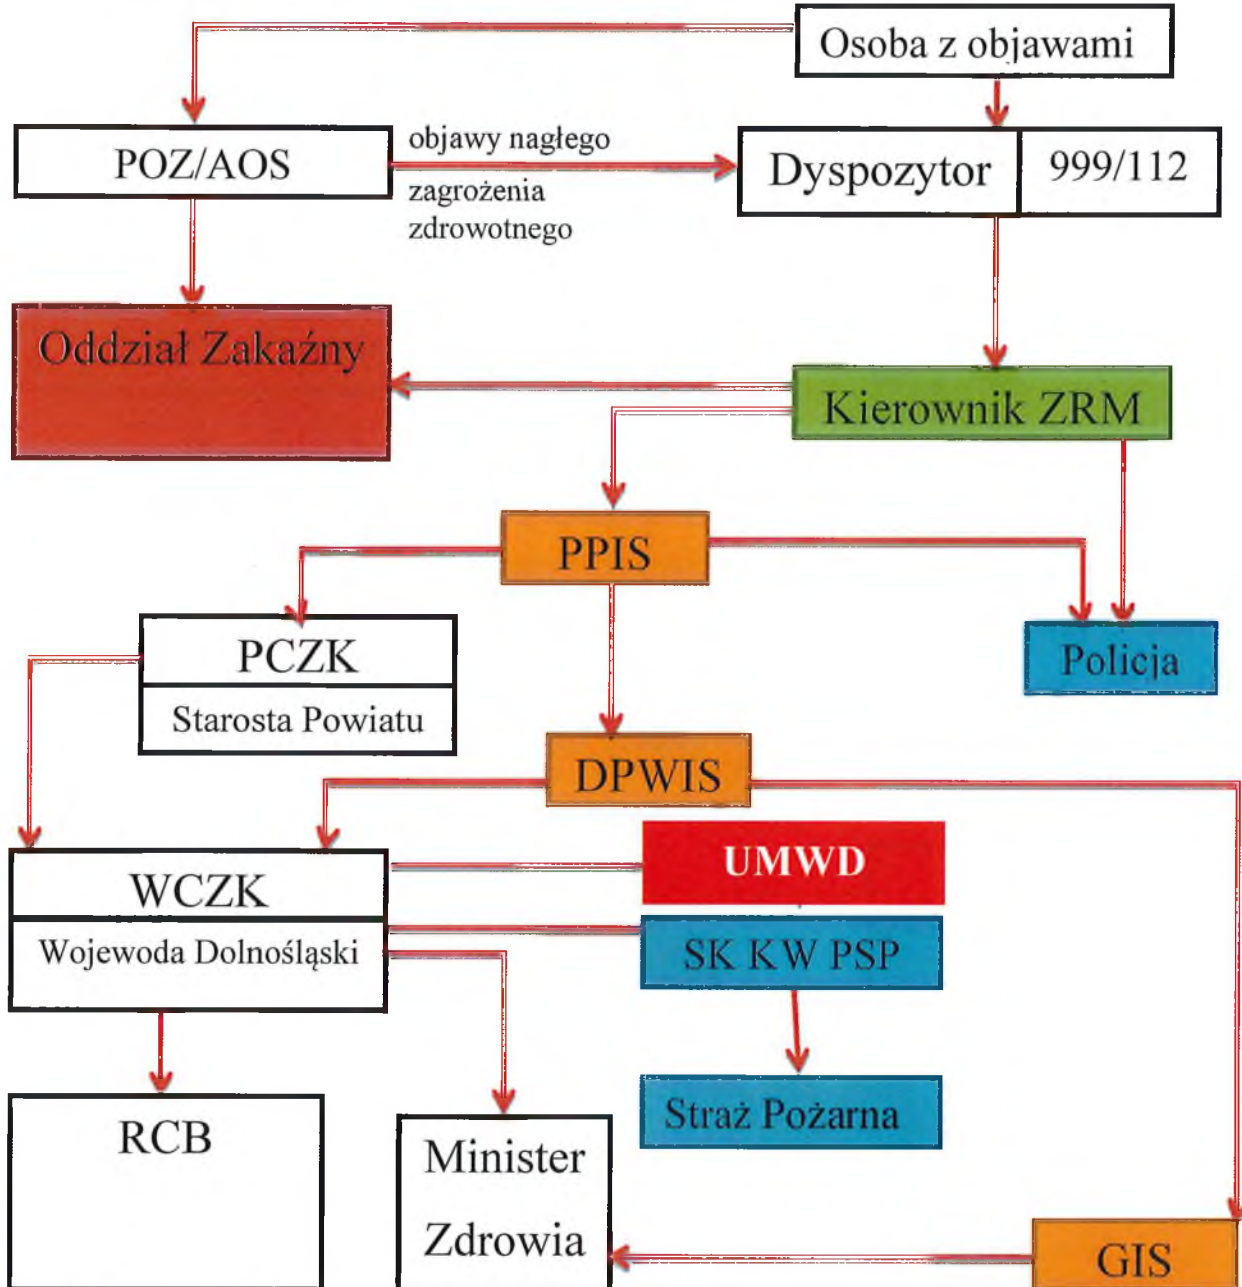 Osoba z objawami
POZ/AOS
objawy nagłego
zagrożenia
zdrowotnego
Dyspozytor
999/112
Oddział Zakaźny
Kierownik ZRM
PPIS
PCZK
Starosta Powiatu
Policja
DPWIS
UMWD
WCZK
Wojewoda Dolnośląski
SK KW PSP
RCB
Straż Pożarna
Minister
Zdrowia
GIS